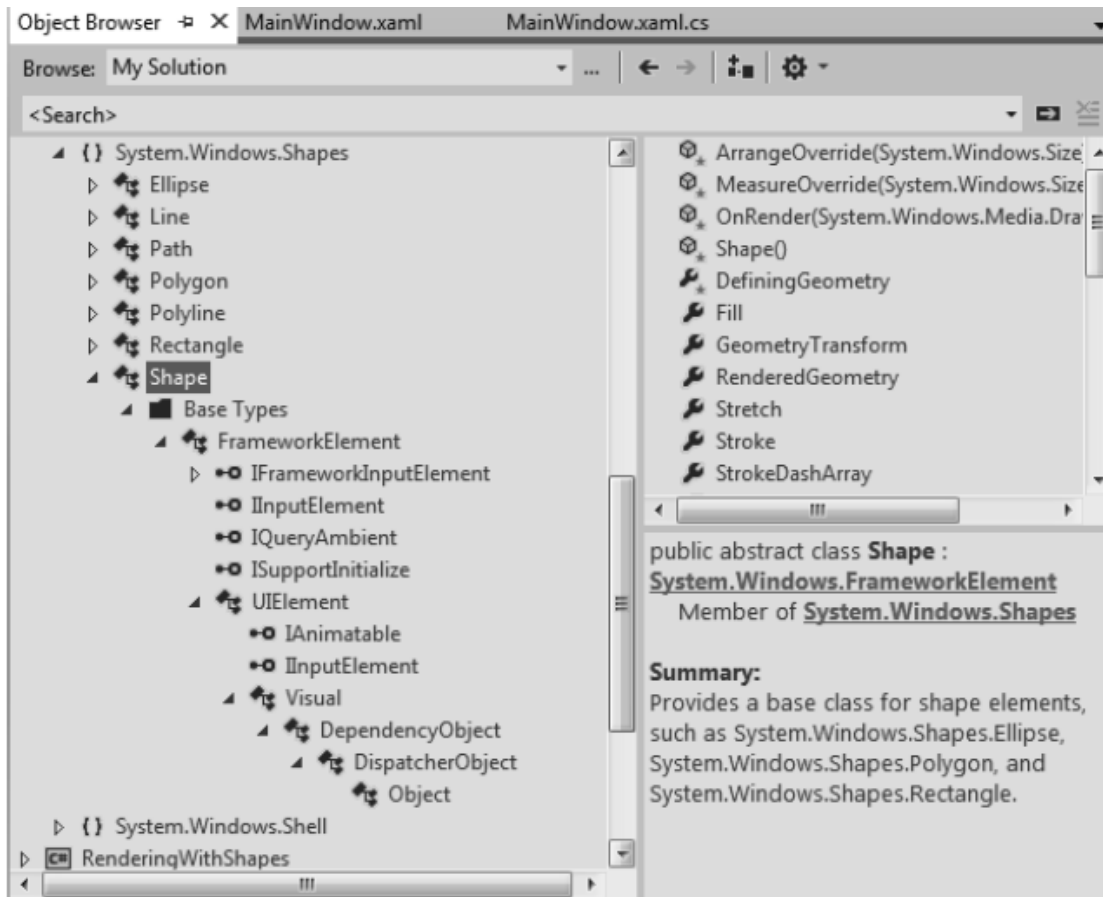 Object Browser
MainWindow.xaml
MainWindow.xaml.cs
Browse: My Solution
...
<Search>
{} System.Windows.Shapes
Ellipse
Line
Path
Polygon
Polyline
Rectangle
Shape
Base Types
FrameworkElement
IFrameworkInputElement
IInputElement
IQueryAmbient
ISupportInitialize
UIElement
IAnimatable
IInputElement
Visual
DependencyObject
DispatcherObject
Object
{} System.Windows.Shell
C# RenderingWithShapes
ArrangeOverride(System.Windows.Size)
MeasureOverride(System.Windows.Size
OnRender(System.Windows.Media.Dra
Shape()
DefiningGeometry
Fill
GeometryTransform
RenderedGeometry
Stretch
Stroke
StrokeDashArray
public abstract class Shape :
System.Windows.FrameworkElement
Member of System.Windows.Shapes
Summary:
Provides a base class for shape elements,
such as System.Windows.Shapes.Ellipse,
System.Windows.Shapes.Polygon, and
System.Windows.Shapes.Rectangle.